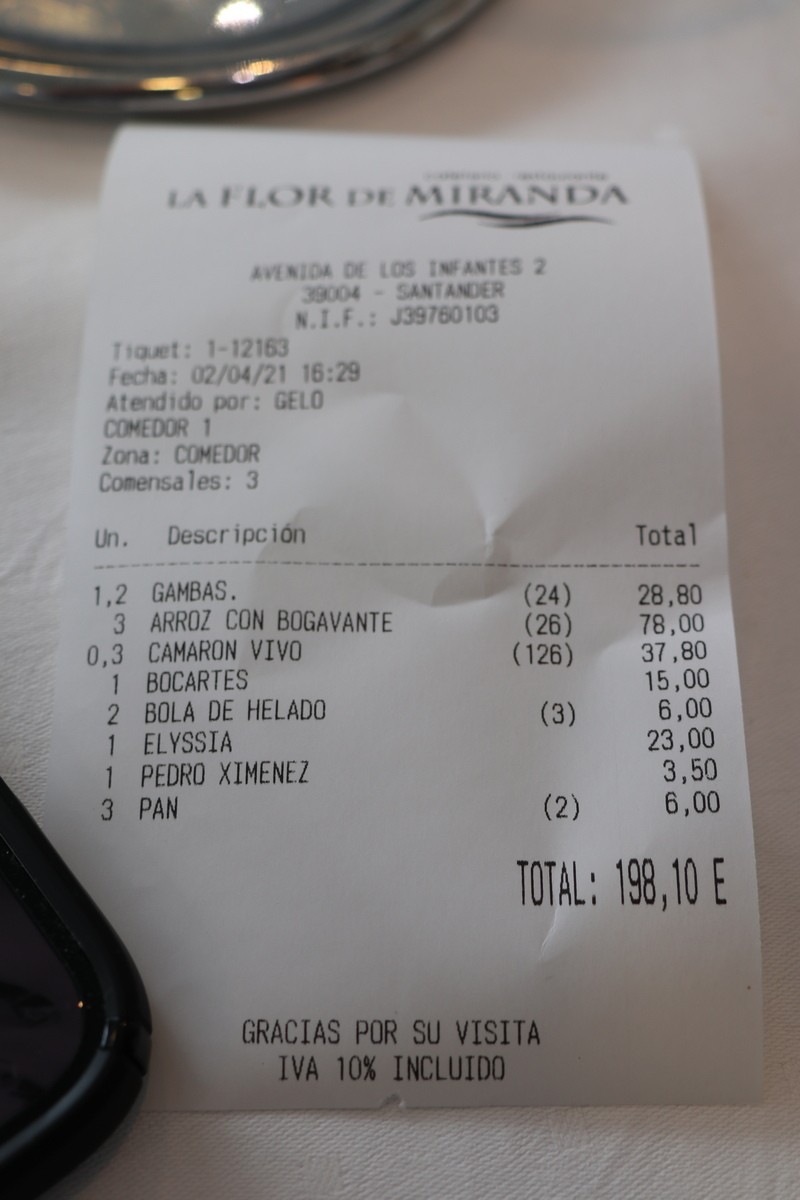 LA FLOR DE MIRANDA
AVENIDA DE LOS INFANTES 2
39004 - SANTANDER
N.I.F.: J39760103
Tiquet: 1-12163
Fecha: 02/04/21 16:29
Atendido por: GELO
COMEDOR 1
Zona: COMEDOR
Comensales: 3
Un. Descripción Total
1,2 GAMBAS. (24) 28,80
3 ARROZ CON BOGAVANTE (26) 78,00
0,3 CAMARON VIVO (126) 37,80
1 BOCARTES 15,00
2 BOLA DE HELADO (3) 6,00
1 ELYSSIA 23,00
1 PEDRO XIMENEZ 3,50
3 PAN (2) 6,00
TOTAL: 198,10 E
GRACIAS POR SU VISITA
IVA 10% INCLUIDO